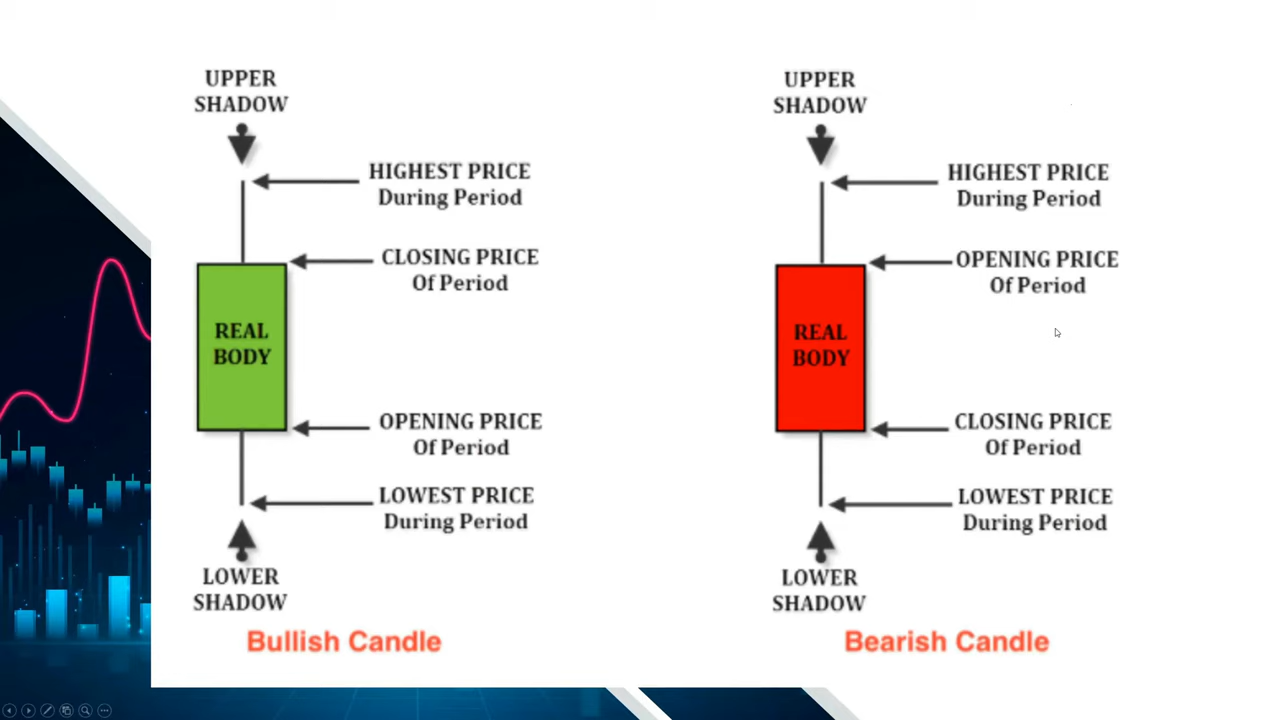 UPPER
SHADOW
HIGHEST PRICE
During Period
CLOSING PRICE
Of Period
REAL
BODY
OPENING PRICE
Of Period
LOWEST PRICE
During Period
LOWER
SHADOW
Bullish Candle
UPPER
SHADOW
HIGHEST PRICE
During Period
OPENING PRICE
Of Period
REAL
BODY
CLOSING PRICE
Of Period
LOWEST PRICE
During Period
LOWER
SHADOW
Bearish Candle